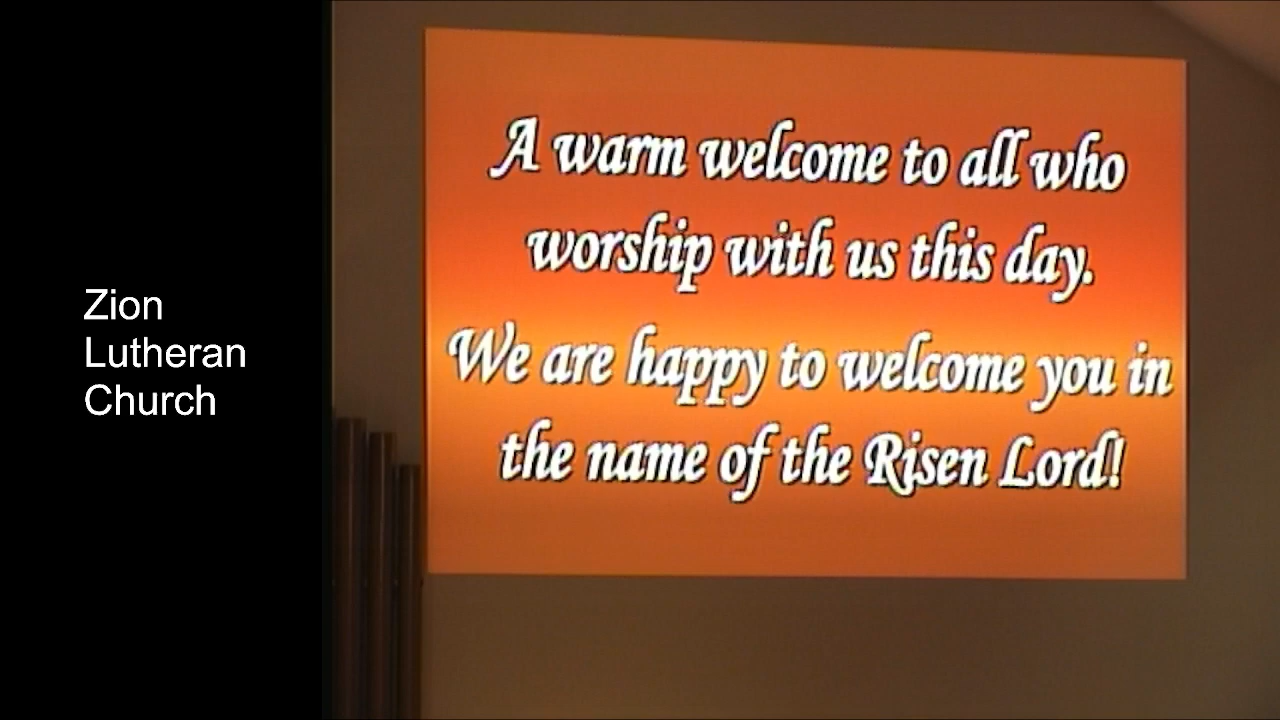 Zion
Lutheran
Church
A warm welcome to all who
worship with us this day.
We are happy to welcome you in
the name of the Risen Lord!